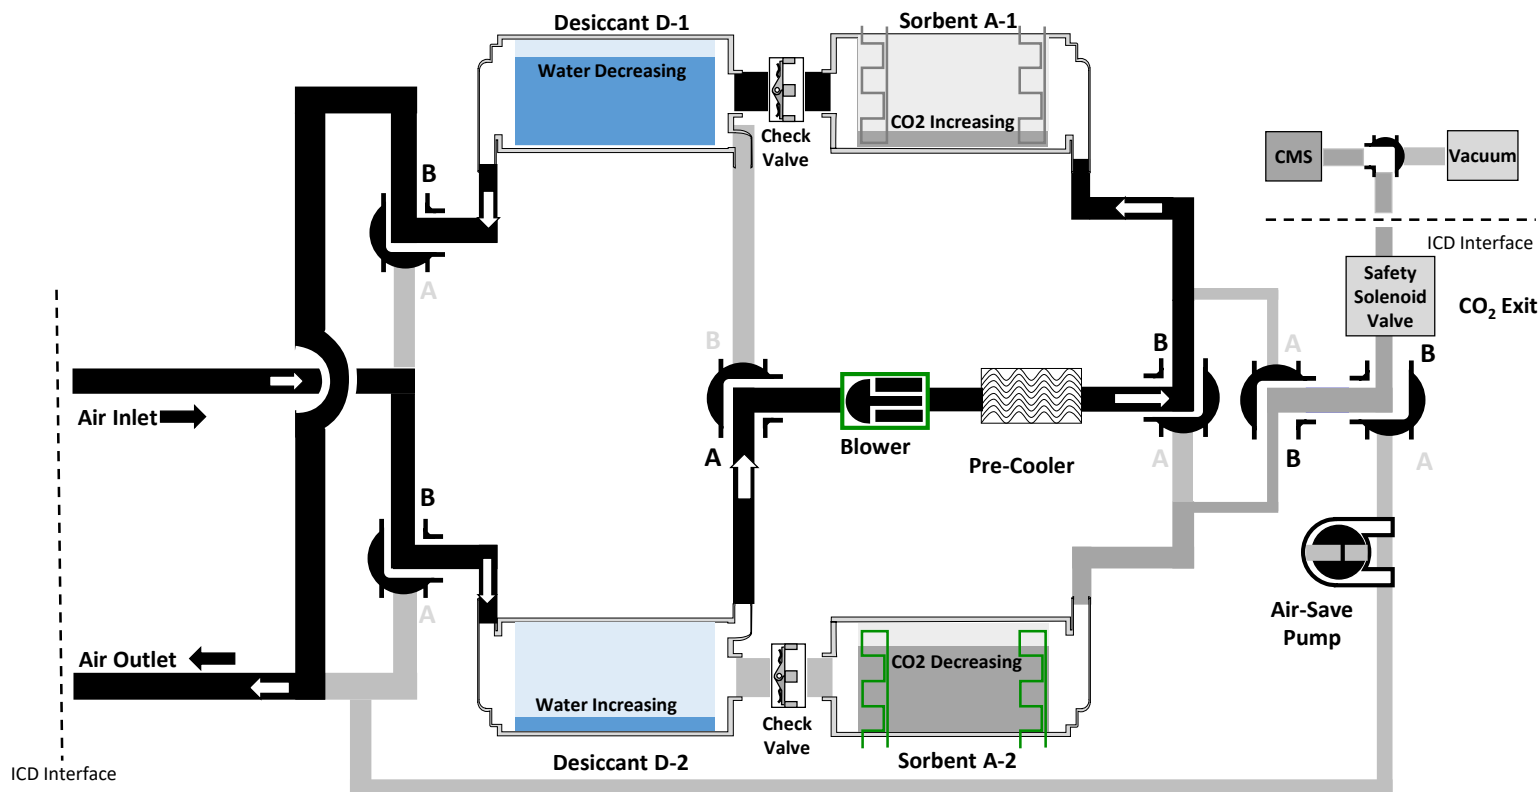 Desiccant D-1
Sorbent A-1
Water Decreasing
CO2 Increasing
Check
Valve
CMS
Vacuum
B
A
ICD Interface
Safety
Solenoid
Valve
CO₂ Exit
B
B
A
B
Air Inlet
A
Blower
Pre-Cooler
A
B
A
B
A
Air-Save
Pump
Air Outlet
Water Increasing
CO2 Decreasing
Check
Valve
Desiccant D-2
Sorbent A-2
ICD Interface